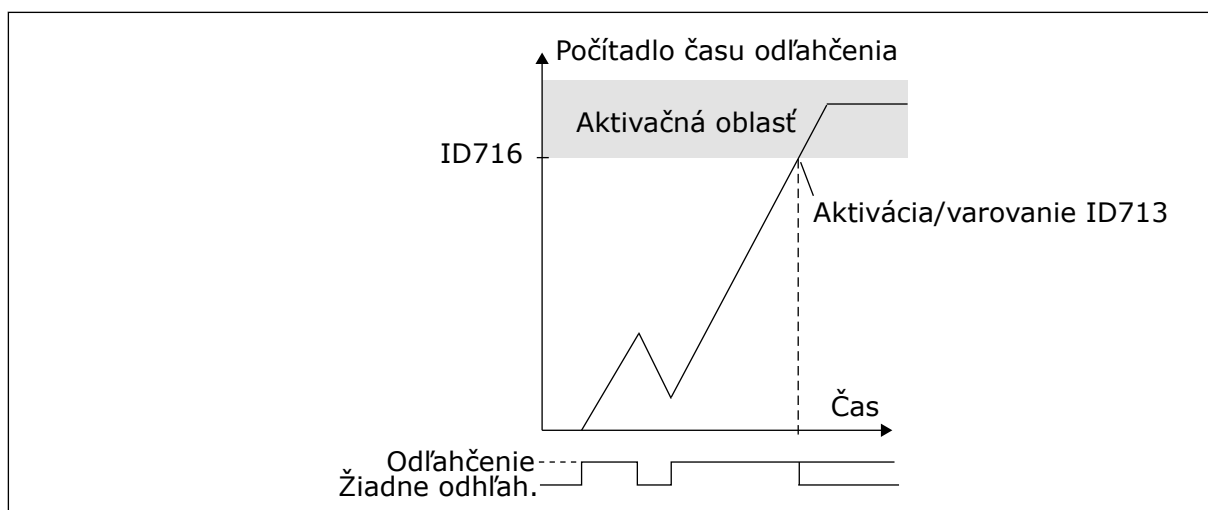 Počítadlo času odľahčenia
Aktivačná oblasť
ID716
Aktivácia/varovanie ID713
Čas
Odľahčenie
Žiadne odhľah.